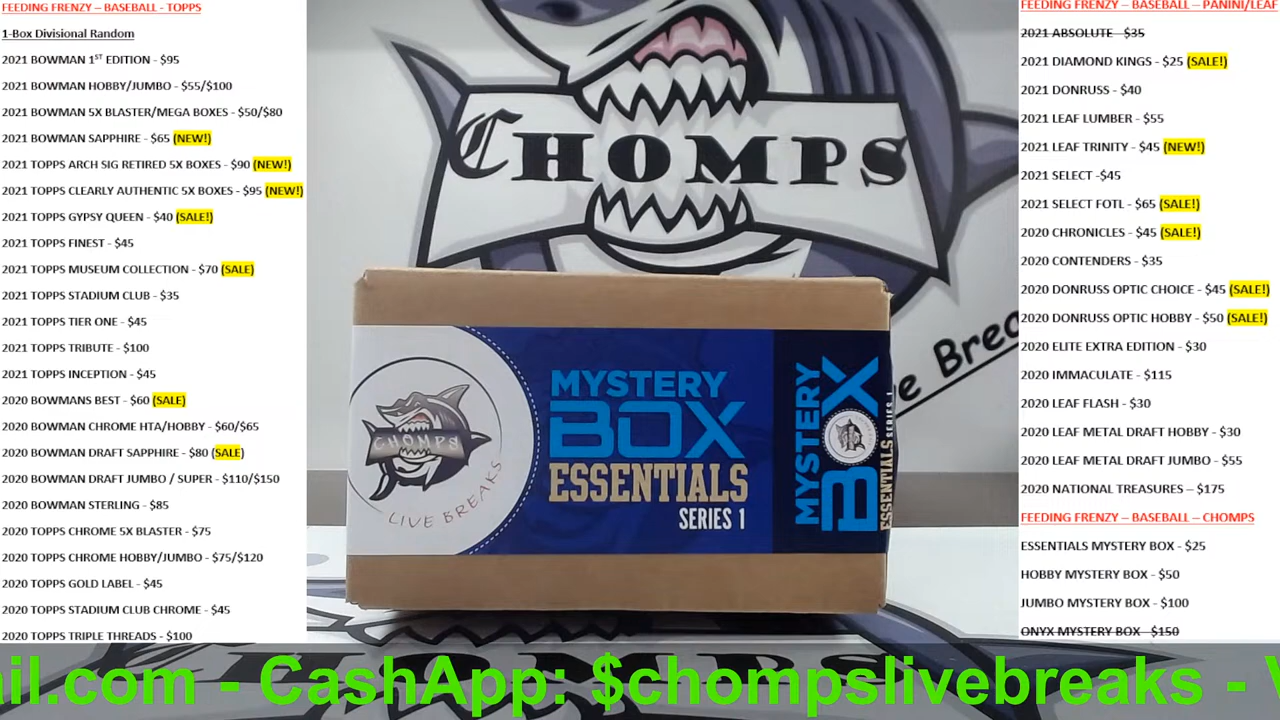 FEEDING FRENZY – BASEBALL - TOPPS
1-Box Divisional Random
2021 BOWMAN 1ST EDITION - $95
2021 BOWMAN HOBBY/JUMBO - $55/$100
2021 BOWMAN 5X BLASTER/MEGA BOXES - $50/$80
2021 BOWMAN SAPPHIRE - $65 (NEW!)
2021 TOPPS ARCH SIG RETIRED 5X BOXES - $90 (NEW!)
2021 TOPPS CLEARLY AUTHENTIC 5X BOXES - $95 (NEW!)
2021 TOPPS GYPSY QUEEN - $40 (SALE!)
2021 TOPPS FINEST - $45
2021 TOPPS MUSEUM COLLECTION - $70 (SALE)
2021 TOPPS STADIUM CLUB - $35
2021 TOPPS TIER ONE - $45
2021 TOPPS TRIBUTE - $100
2021 TOPPS INCEPTION - $45
2020 BOWMANS BEST - $60 (SALE)
2020 BOWMAN CHROME HTA/HOBBY - $60/$65
2020 BOWMAN DRAFT SAPPHIRE - $80 (SALE)
2020 BOWMAN DRAFT JUMBO / SUPER - $110/$150
2020 BOWMAN STERLING - $85
2020 TOPPS CHROME 5X BLASTER - $75
2020 TOPPS CHROME HOBBY/JUMBO - $75/$120
2020 TOPPS GOLD LABEL - $45
2020 TOPPS STADIUM CLUB CHROME - $45
2020 TOPPS TRIPLE THREADS - $100
CHOMPS
ve Brea
CHOMPS
LIVE BREAKS
MYSTERY
BOX
ESSENTIALS
SERIES 1
MYSTERY
BOX
ESSENTIALS SERIES 1
FEEDING FRENZY – BASEBALL – PANINI/LEAF
2021 ABSOLUTE - $35
2021 DIAMOND KINGS - $25 (SALE!)
2021 DONRUSS - $40
2021 LEAF LUMBER - $55
2021 LEAF TRINITY - $45 (NEW!)
2021 SELECT -$45
2021 SELECT FOTL - $65 (SALE!)
2020 CHRONICLES - $45 (SALE!)
2020 CONTENDERS - $35
2020 DONRUSS OPTIC CHOICE - $45 (SALE!)
2020 DONRUSS OPTIC HOBBY - $50 (SALE!)
2020 ELITE EXTRA EDITION - $30
2020 IMMACULATE - $115
2020 LEAF FLASH - $30
2020 LEAF METAL DRAFT HOBBY - $30
2020 LEAF METAL DRAFT JUMBO - $55
2020 NATIONAL TREASURES – $175
FEEDING FRENZY – BASEBALL – CHOMPS
ESSENTIALS MYSTERY BOX - $25
HOBBY MYSTERY BOX - $50
JUMBO MYSTERY BOX - $100
ONYX MYSTERY BOX - $150
ail.com - CashApp: $chompslivebreaks - V